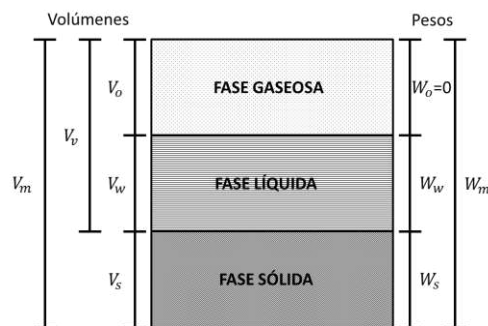 Volúmenes
Pesos
V_o
FASE GASEOSA
W_o=0
V_v
V_m
V_w
FASE LÍQUIDA
W_w
W_m
V_s
FASE SÓLIDA
W_s